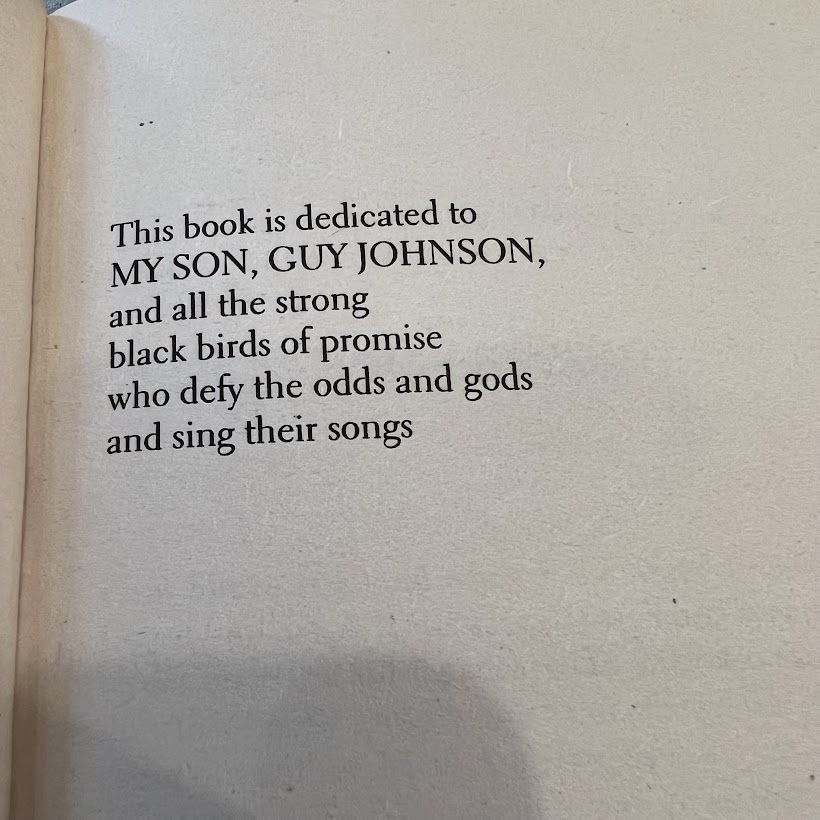 This book is dedicated to
MY SON, GUY JOHNSON,
and all the strong
black birds of promise
who defy the odds and gods
and sing their songs